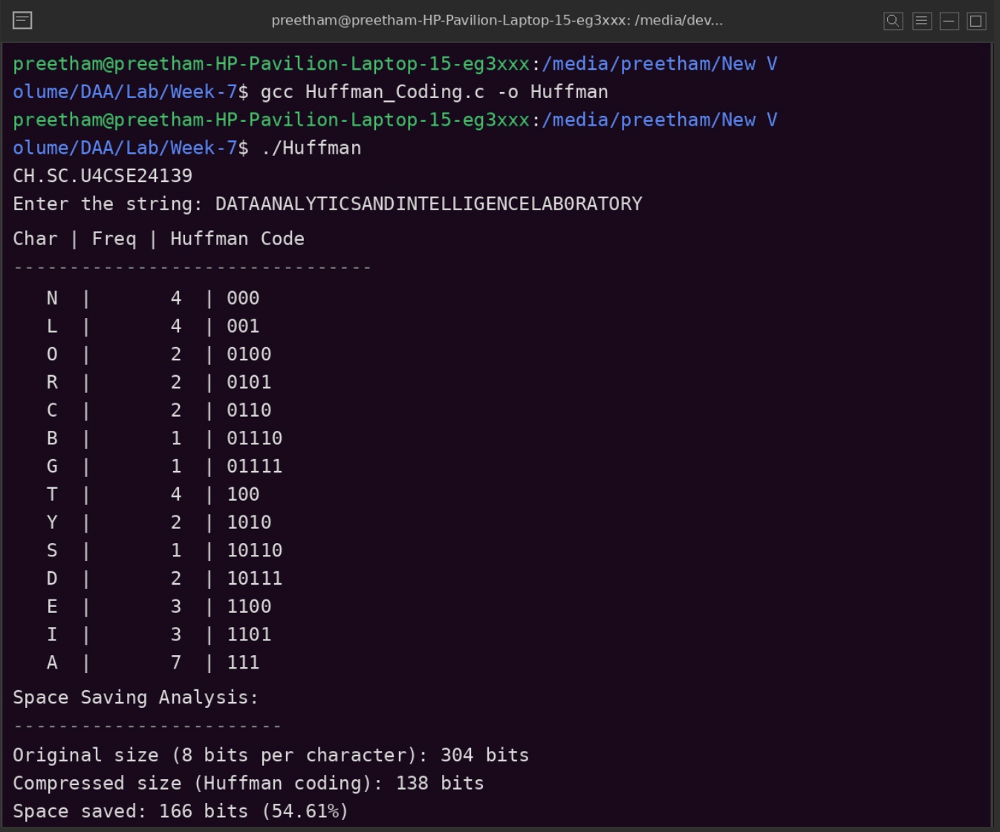 preetham@preetham-HP-Pavilion-Laptop-15-eg3xxx: /media/dev...
preetham@preetham-HP-Pavilion-Laptop-15-eg3xxx:/media/preetham/New V
olume/DAA/Lab/Week-7$ gcc Huffman_Coding.c -o Huffman
preetham@preetham-HP-Pavilion-Laptop-15-eg3xxx:/media/preetham/New V
olume/DAA/Lab/Week-7$ ./Huffman
CH.SC.U4CSE24139
Enter the string: DATAANALYTICSANDINTELLIGENCELAB0RATORY
Char | Freq | Huffman Code
--------------------------------
N | 4 | 000
L | 4 | 001
O | 2 | 0100
R | 2 | 0101
C | 2 | 0110
B | 1 | 01110
G | 1 | 01111
T | 4 | 100
Y | 2 | 1010
S | 1 | 10110
D | 2 | 10111
E | 3 | 1100
I | 3 | 1101
A | 7 | 111
Space Saving Analysis:
------------------------
Original size (8 bits per character): 304 bits
Compressed size (Huffman coding): 138 bits
Space saved: 166 bits (54.61%)